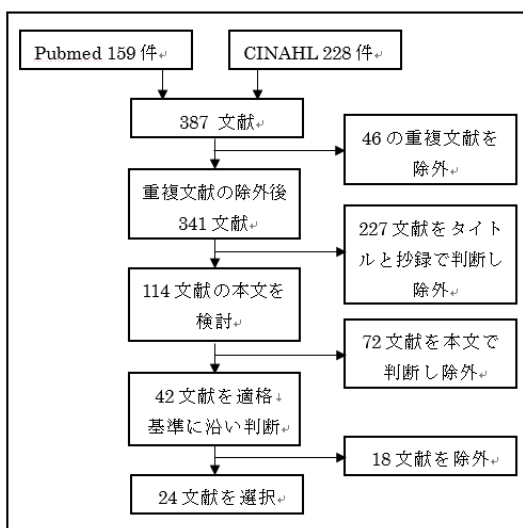 Pubmed 159 件↵
CINAHL 228 件↵
387 文献↵
46 の重複文献を
除外↵
重複文献の除外後
341 文献↵
227 文献をタイト
ルと抄録で判断し
除外↵
114 文献の本文を
検討↵
72 文献を本文で
判断し除外↵
42 文献を適格↓
基準に沿い判断↵
18 文献を除外↵
24 文献を選択↵